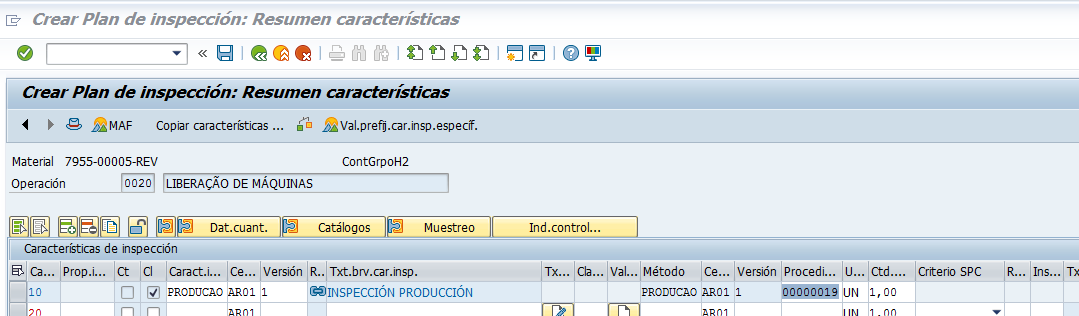 Crear Plan de inspección: Resumen características
Crear Plan de inspección: Resumen características
MAF Copiar características ... Val.prefij.car.insp.específ.
Material 7955-00005-REV ContGrpoH2
Operación 0020 LIBERAÇÃO DE MÁQUINAS
Dat.cuant. Catálogos Muestreo Ind.control...
Características de inspección
Ca... Prop.i... Ct Cl Caract.i... Ce... Versión R.. Txt.brv.car.insp. Tx... Cla... Val... Método Ce... Versión Procedi... U... Ctd.... Criterio SPC R... Ins... Tx
10 PRODUCAO AR01 1 INSPECCIÓN PRODUCCIÓN PRODUCAO AR01 1 00000019 UN 1,00
20 AR01 AR01 UN 1,00